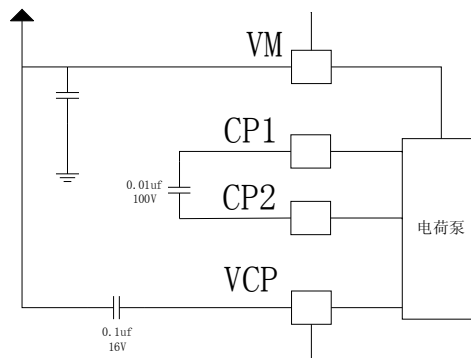 VM
CP1
0.01uf
100V
CP2
电荷泵
VCP
0.1uf
16V